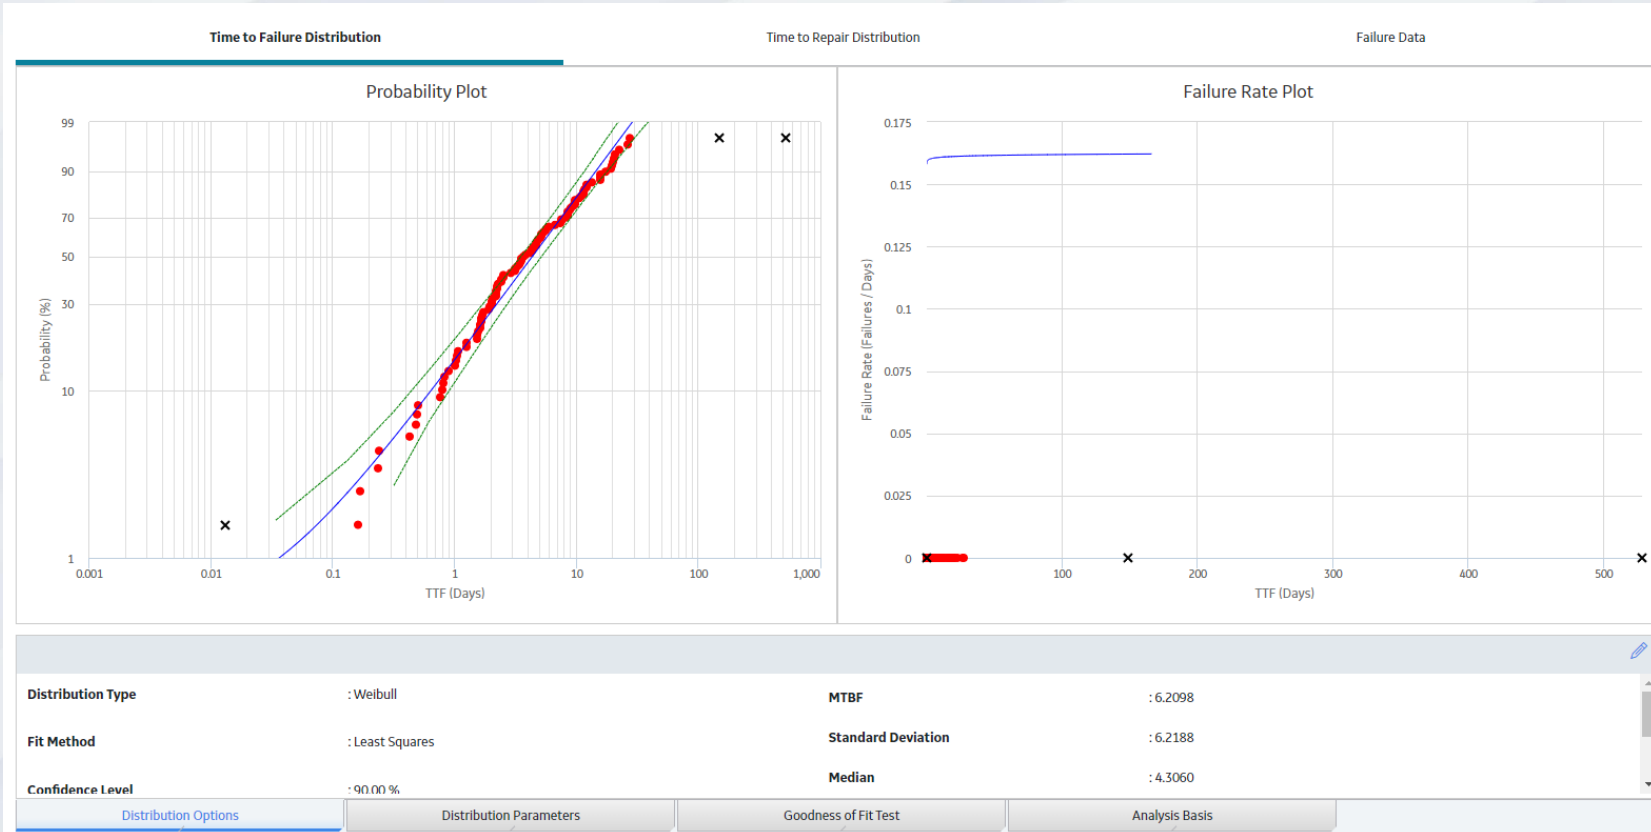 Time to Failure Distribution
Time to Repair Distribution
Failure Data
Probability Plot
99
90
70
50
30
10
1
Probability (%)
0.001
0.01
0.1
1
10
100
1,000
TTF (Days)
Failure Rate Plot
0.175
0.15
0.125
0.1
0.075
0.05
0.025
0
Failure Rate (Failures / Days)
100
200
300
400
500
TTF (Days)
Distribution Type : Weibull
Fit Method : Least Squares
Confidence Level : 90.00 %
MTBF : 6.2098
Standard Deviation : 6.2188
Median : 4.3060
Distribution Options
Distribution Parameters
Goodness of Fit Test
Analysis Basis